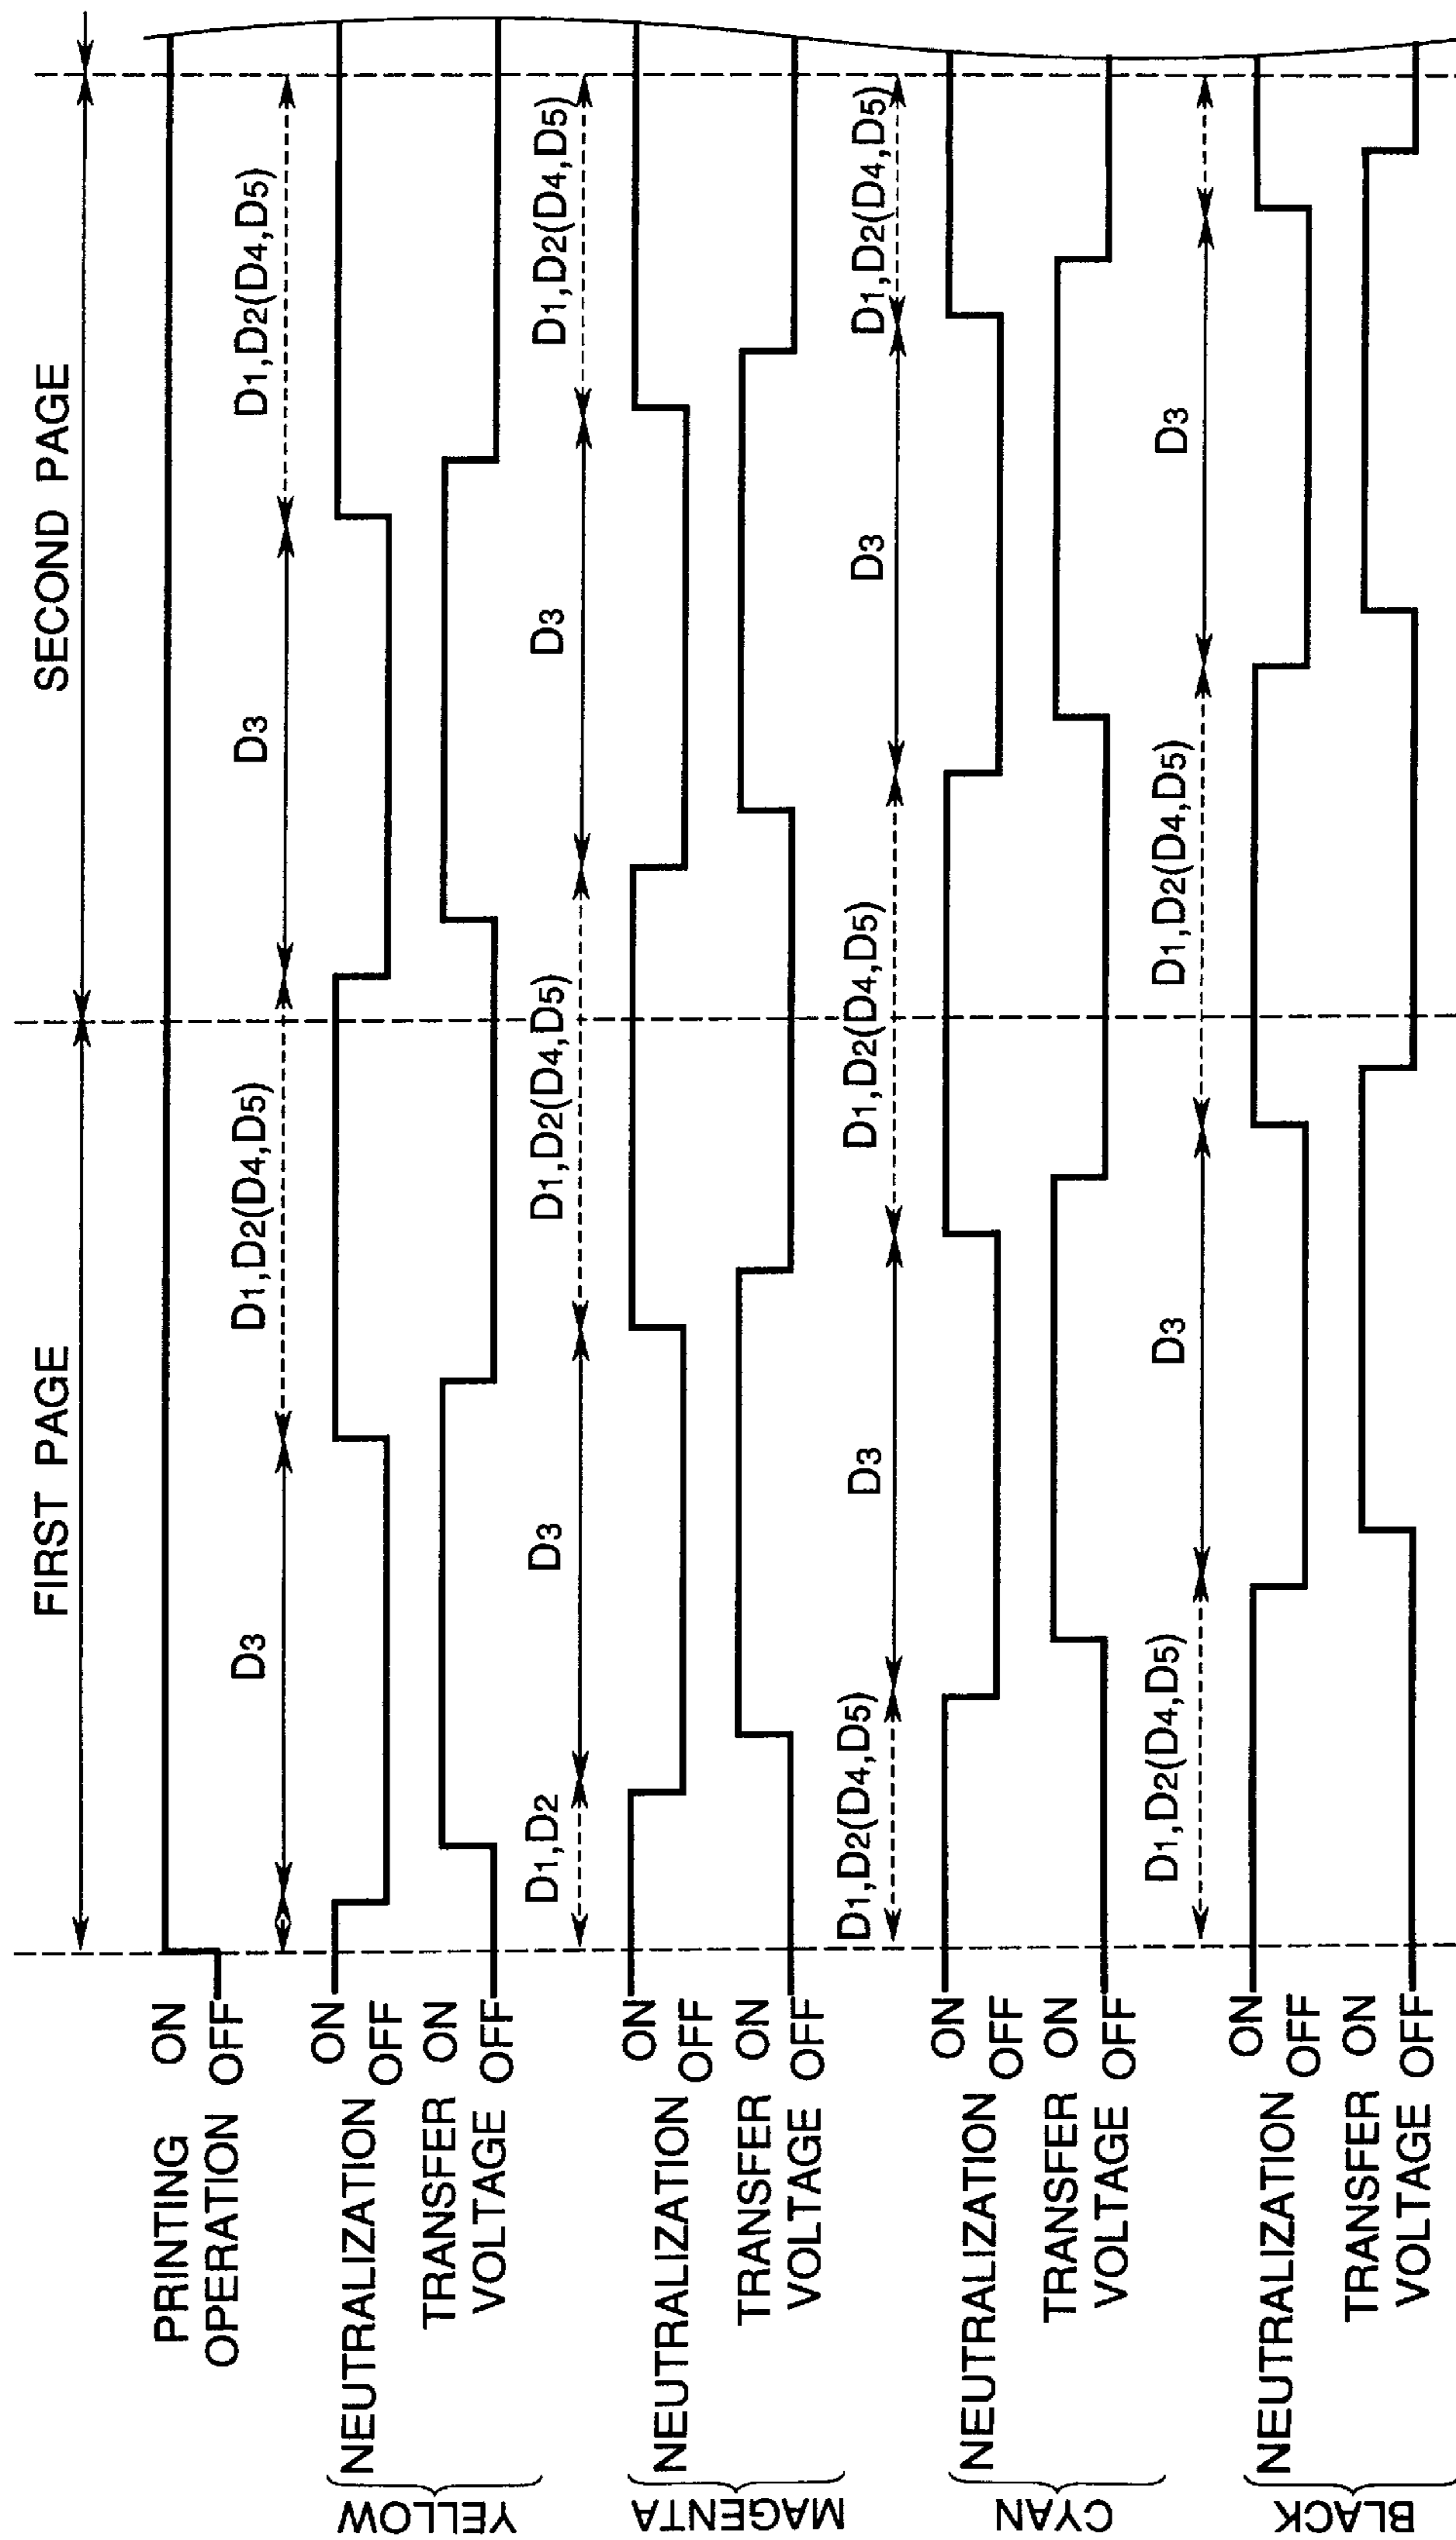 FIRST PAGE
SECOND PAGE
PRINTING
OPERATION
ON
OFF
YELLOW
D3
D1,D2(D4,D5)
D3
D1,D2(D4,D5)
NEUTRALIZATION
ON
OFF
TRANSFER
VOLTAGE
ON
OFF
MAGENTA
D1,D2
D3
D1,D2(D4,D5)
D3
D1,D2(D4,D5)
NEUTRALIZATION
ON
OFF
TRANSFER
VOLTAGE
ON
OFF
CYAN
D1,D2(D4,D5)
D3
D1,D2(D4,D5)
D3
D1,D2(D4,D5)
NEUTRALIZATION
ON
OFF
TRANSFER
VOLTAGE
ON
OFF
BLACK
D1,D2(D4,D5)
D3
D1,D2(D4,D5)
D3
NEUTRALIZATION
ON
OFF
TRANSFER
VOLTAGE
ON
OFF